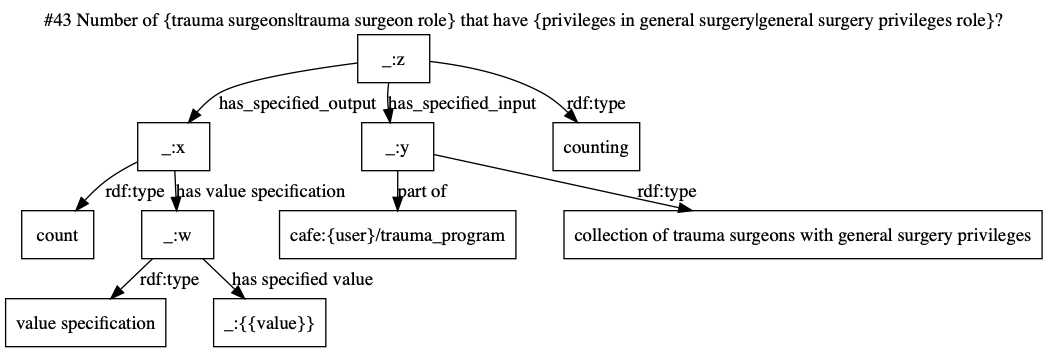 #43 Number of {trauma surgeons|trauma surgeon role} that have {privileges in general surgery|general surgery privileges role}?
_:z
has_specified_output
has_specified_input
rdf:type
_:x
_:y
counting
rdf:type
has value specification
part of
rdf:type
count
_:w
cafe:{user}/trauma_program
collection of trauma surgeons with general surgery privileges
rdf:type
has specified value
value specification
_:{{value}}